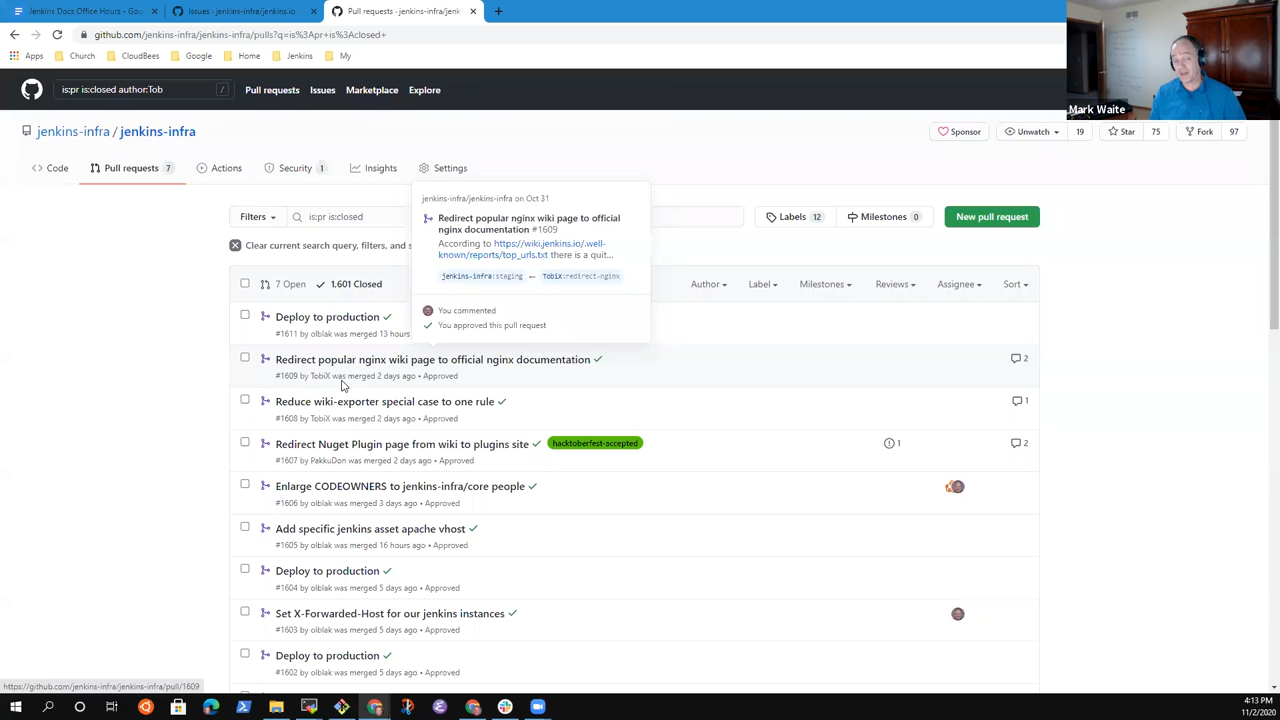 Jenkins Docs Office Hours - Goo
Issues · jenkins-infra/jenkins.io
Pull requests · jenkins-infra/jenk
github.com/jenkins-infra/jenkins-infra/pulls?q=is%3Apr+is%3Aclosed+
Apps
Church
CloudBees
Google
Home
Jenkins
My
is:pr is:closed author:Tob
/
Pull requests
Issues
Marketplace
Explore
Mark Waite
jenkins-infra / jenkins-infra
Sponsor
Unwatch
19
Star
75
Fork
97
Code
Pull requests 7
Actions
Security 1
Insights
Settings
jenkins-infra/jenkins-infra on Oct 31
Redirect popular nginx wiki page to official
nginx documentation #1609
According to https://wiki.jenkins.io/.well-
known/reports/top_urls.txt there is a quit...
jenkins-infra:staging ← TobiX:redirect-nginx
You commented
You approved this pull request
Filters
is:pr is:closed
Labels 12
Milestones 0
New pull request
Clear current search query, filters, and s
7 Open
1,601 Closed
Author
Label
Milestones
Reviews
Assignee
Sort
Deploy to production
#1611 by olblak was merged 13 hours
Redirect popular nginx wiki page to official nginx documentation
2
#1609 by TobiX was merged 2 days ago • Approved
Reduce wiki-exporter special case to one rule
1
#1608 by TobiX was merged 2 days ago • Approved
Redirect Nuget Plugin page from wiki to plugins site
hacktoberfest-accepted
1
2
#1607 by PakkuDon was merged 2 days ago • Approved
Enlarge CODEOWNERS to jenkins-infra/core people
#1606 by olblak was merged 3 days ago • Approved
Add specific jenkins asset apache vhost
#1605 by olblak was merged 16 hours ago • Approved
Deploy to production
#1604 by olblak was merged 5 days ago • Approved
Set X-Forwarded-Host for our jenkins instances
#1603 by olblak was merged 5 days ago • Approved
Deploy to production
#1602 by olblak was merged 5 days ago • Approved
https://github.com/jenkins-infra/jenkins-infra/pull/1609
4:13 PM
11/2/2020